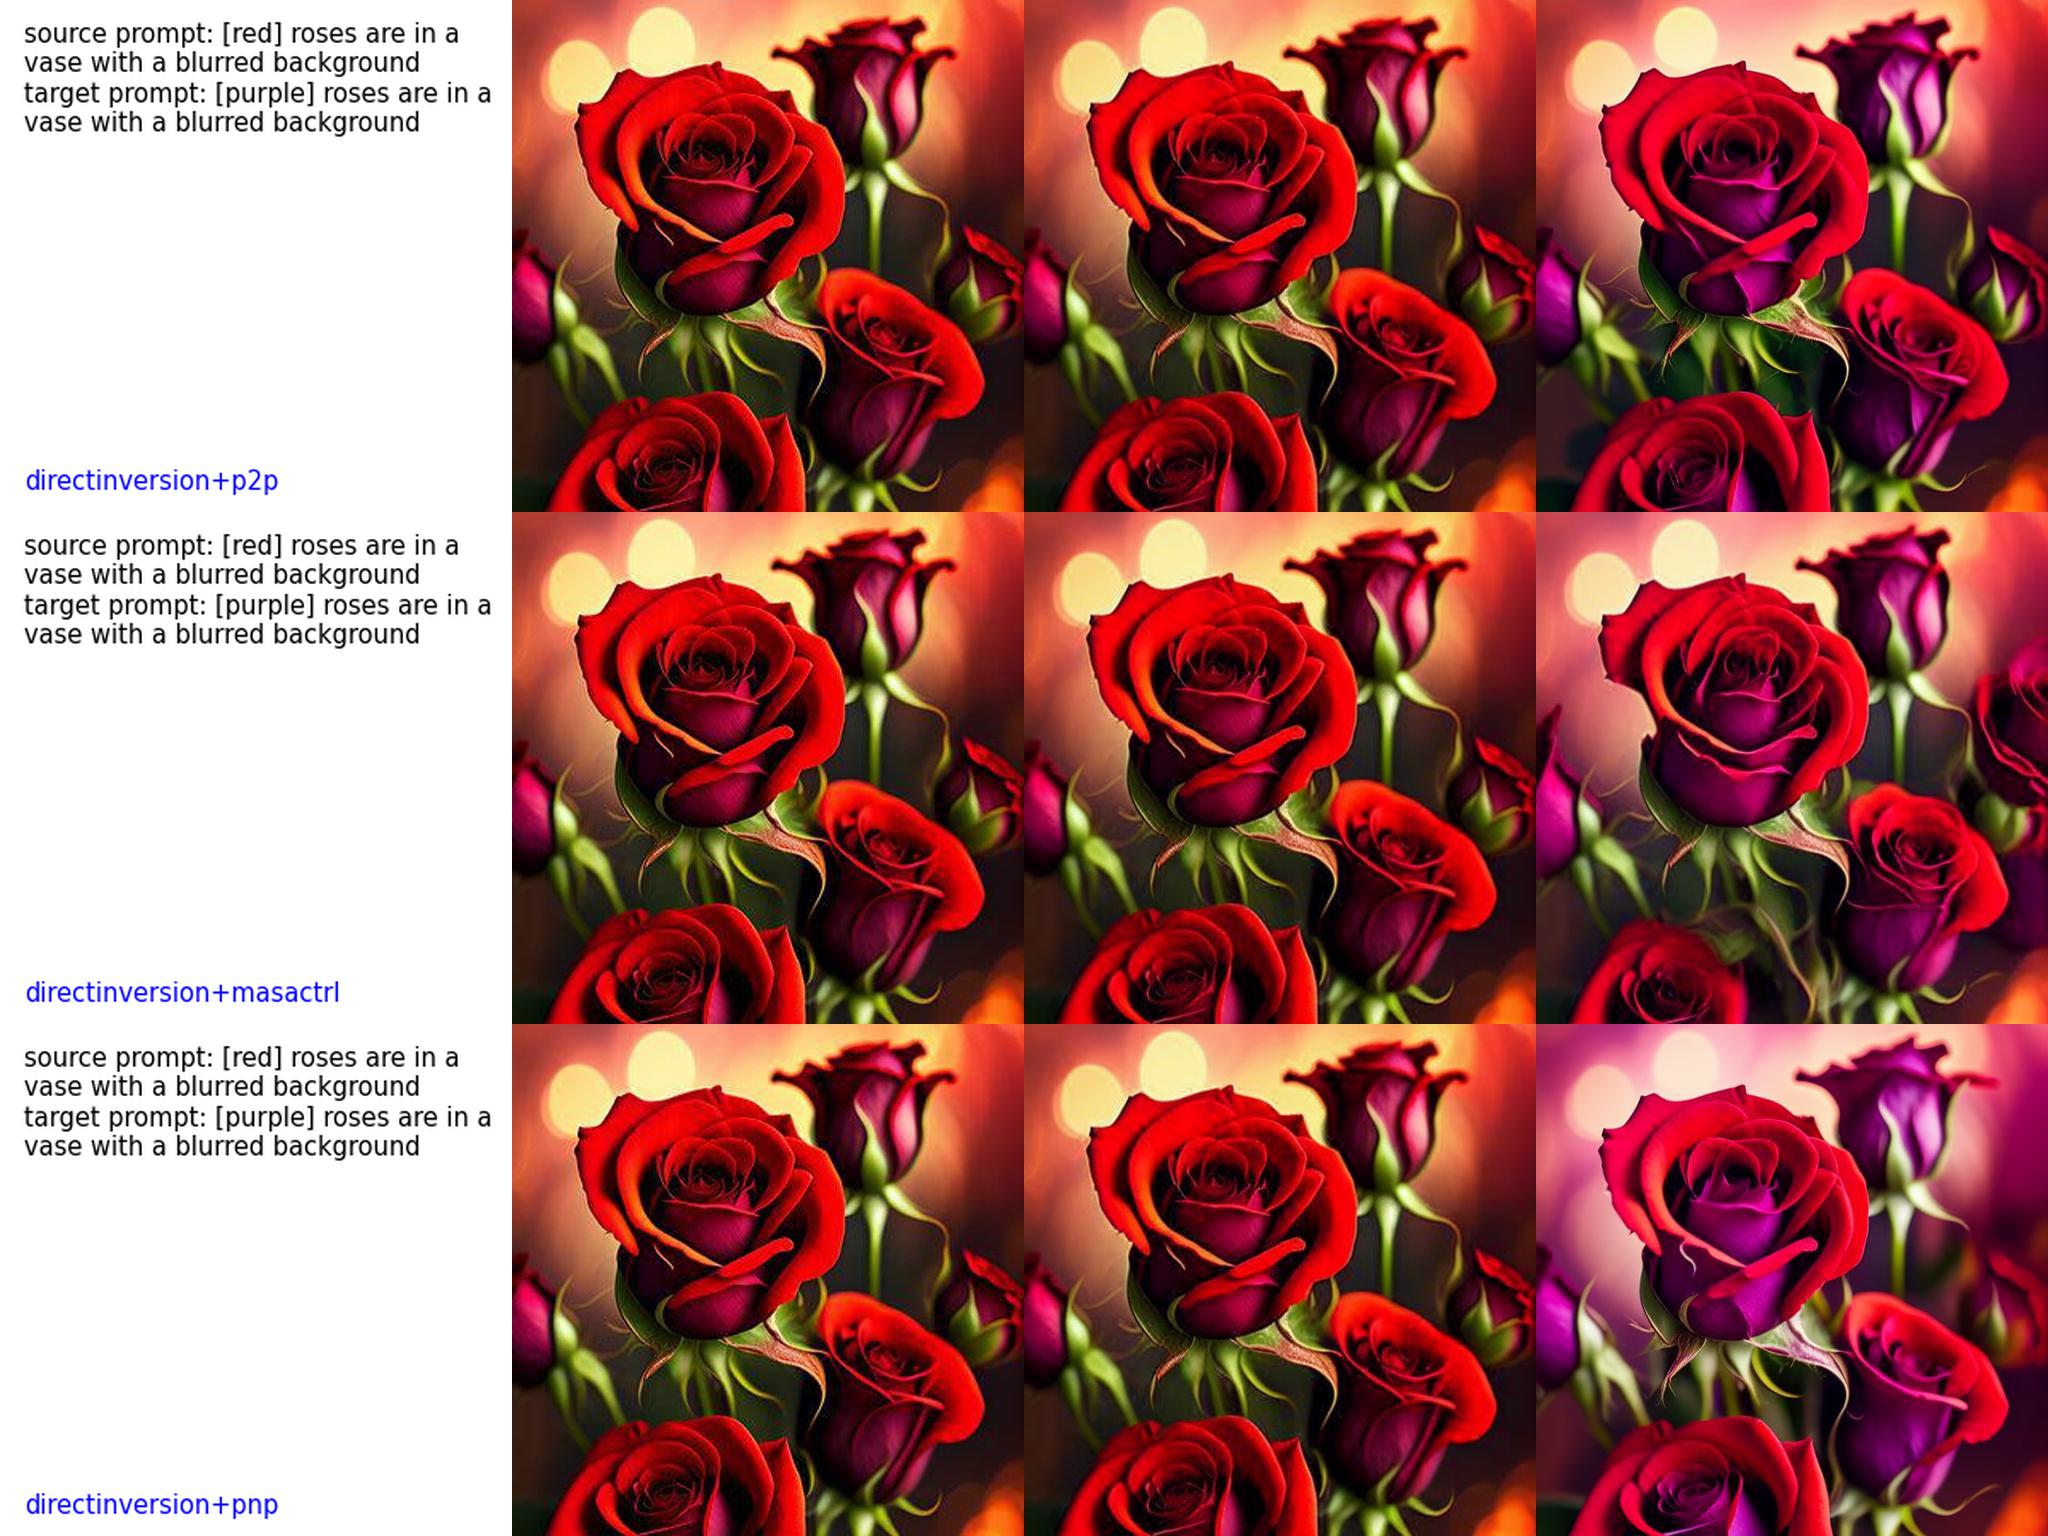 source prompt: [red] roses are in a
vase with a blurred background
target prompt: [purple] roses are in a
vase with a blurred background
directinversion+p2p
source prompt: [red] roses are in a
vase with a blurred background
target prompt: [purple] roses are in a
vase with a blurred background
directinversion+masactrl
source prompt: [red] roses are in a
vase with a blurred background
target prompt: [purple] roses are in a
vase with a blurred background
directinversion+pnp